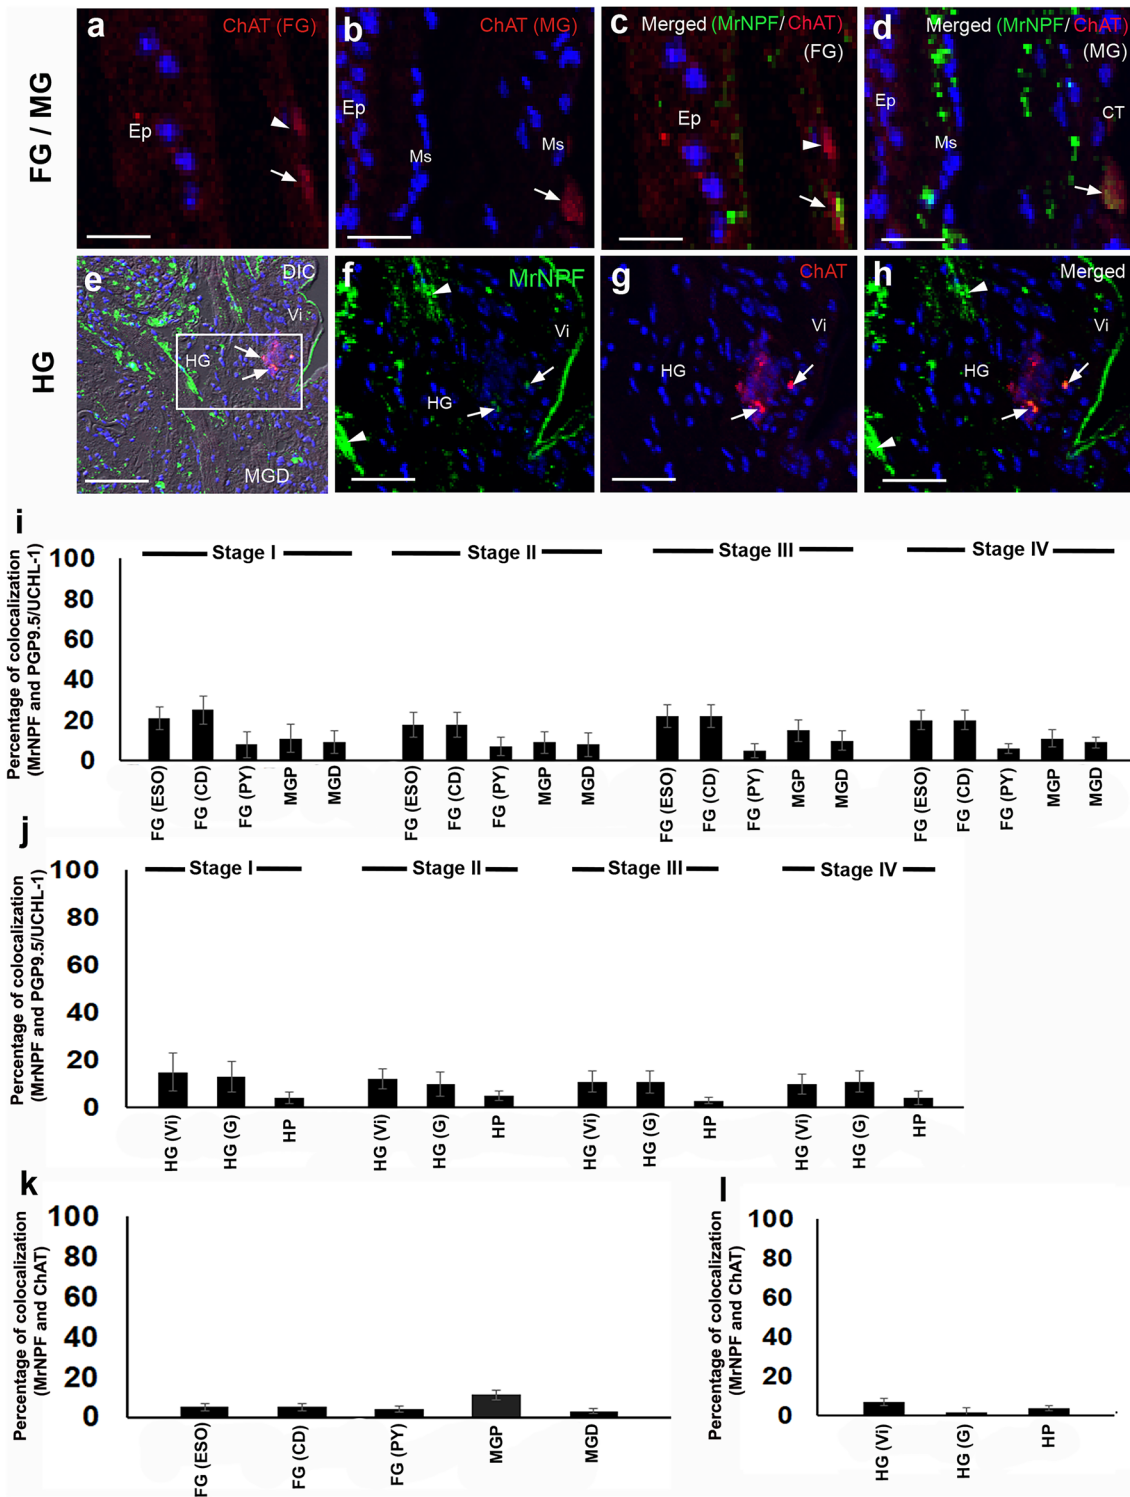 a
ChAT (FG)
Ep
b
ChAT (MG)
Ep
Ms
Ms
c
Merged (MrNPF/ ChAT)
(FG)
Ep
d
Merged (MrNPF/ ChAT)
(MG)
Ep
Ms
CT
FG / MG
e
DIC
Vi
HG
MGD
f
MrNPF
Vi
HG
g
ChAT
Vi
HG
h
Merged
Vi
HG
HG
i
Percentage of colocalization
(MrNPF and PGP9.5/UCHL-1)
100
80
60
40
20
0
Stage I
Stage II
Stage III
Stage IV
FG (ESO)
FG (CD)
FG (PY)
MGP
MGD
FG (ESO)
FG (CD)
FG (PY)
MGP
MGD
FG (ESO)
FG (CD)
FG (PY)
MGP
MGD
FG (ESO)
FG (CD)
FG (PY)
MGP
MGD
j
Percentage of colocalization
(MrNPF and PGP9.5/UCHL-1)
100
80
60
40
20
0
Stage I
Stage II
Stage III
Stage IV
HG (Vi)
HG (G)
HP
HG (Vi)
HG (G)
HP
HG (Vi)
HG (G)
HP
HG (Vi)
HG (G)
HP
k
Percentage of colocalization
(MrNPF and ChAT)
100
80
60
40
20
0
FG (ESO)
FG (CD)
FG (PY)
MGP
MGD
l
Percentage of colocalization
(MrNPF and ChAT)
100
80
60
40
20
0
HG (Vi)
HG (G)
HP